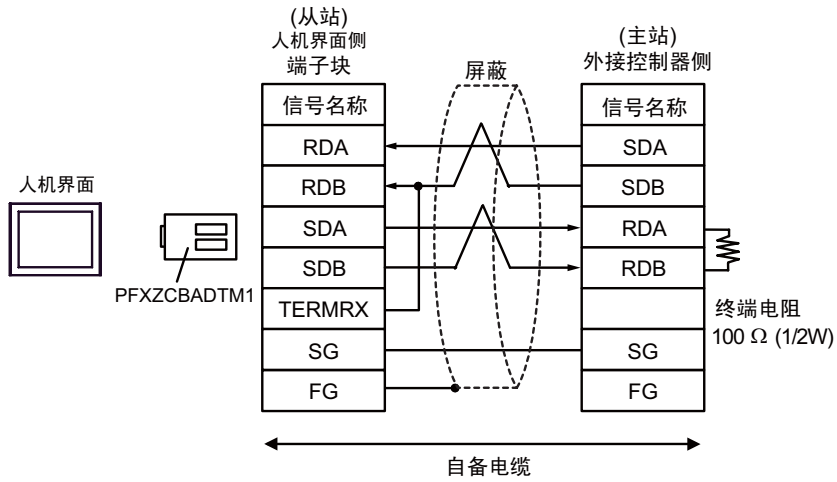 (从站)
人机界面侧
端子块
(主站)
外接控制器侧
屏蔽
信号名称
信号名称
RDA
SDA
RDB
SDB
人机界面
SDA
RDA
SDB
RDB
PFXZCBADTM1
TERMRX
终端电阻
100 Ω (1/2W)
SG
SG
FG
FG
自备电缆